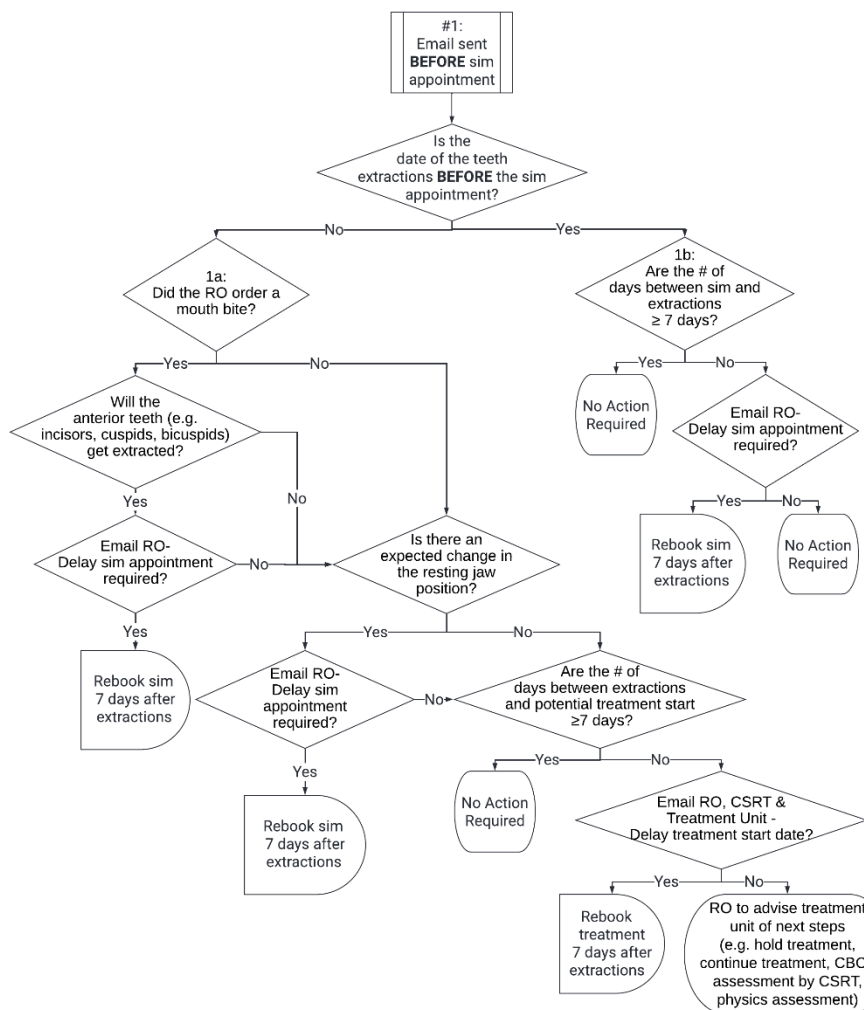 #1:
Email sent
BEFORE sim
appointment
Is the
date of the teeth
extractions BEFORE the sim
appointment?
No
Yes
1a:
Did the RO order a
mouth bite?
1b:
Are the # of
days between sim and
extractions
≥ 7 days?
Yes
No
Yes
No
Will the
anterior teeth (e.g.
incisors, cuspids, bicuspids)
get extracted?
No Action
Required
Email RO-
Delay sim appointment
required?
Yes
No
Yes
No
Email RO-
Delay sim appointment
required?
No
Is there an
expected change in
the resting jaw
position?
Rebook sim
7 days after
extractions
No Action
Required
Yes
Rebook sim
7 days after
extractions
Yes
No
Email RO-
Delay sim
appointment
required?
No
Are the # of
days between extractions
and potential treatment start
≥7 days?
Yes
Rebook sim
7 days after
extractions
Yes
No
No Action
Required
Email RO, CSRT &
Treatment Unit -
Delay treatment start date?
Yes
No
Rebook
treatment
7 days after
extractions
RO to advise treatment
unit of next steps
(e.g. hold treatment,
continue treatment, CBC
assessment by CSRT,
physics assessment)